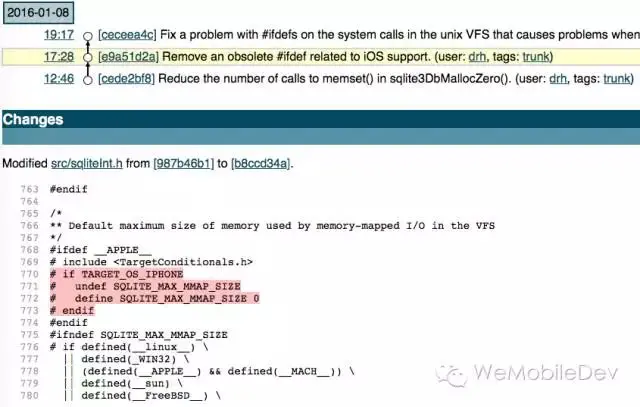 2016-01-08
19:17 [ceceea4c] Fix a problem with #ifdefs on the system calls in the unix VFS that causes problems when
17:28 [e9a51d2a] Remove an obsolete #ifdef related to iOS support. (user: drh, tags: trunk)
12:46 [cede2bf8] Reduce the number of calls to memset() in sqlite3DbMallocZero(). (user: drh, tags: trunk)
Changes
Modified src/sqliteInt.h from [987b46b1] to [b8ccd34a].
763 #endif
764
765 /*
766 ** Default maximum size of memory used by memory-mapped I/O in the VFS
767 */
768 #ifdef __APPLE__
769 # include <TargetConditionals.h>
770 # if TARGET_OS_IPHONE
771 #   undef SQLITE_MAX_MMAP_SIZE
772 #   define SQLITE_MAX_MMAP_SIZE 0
773 # endif
774 #endif
775 #ifndef SQLITE_MAX_MMAP_SIZE
776 # if defined(__linux__) \
777   || defined(_WIN32) \
778   || (defined(__APPLE__) && defined(__MACH__)) \
779   || defined(__sun) \
780   || defined(__FreeBSD__) \
WeMobileDev